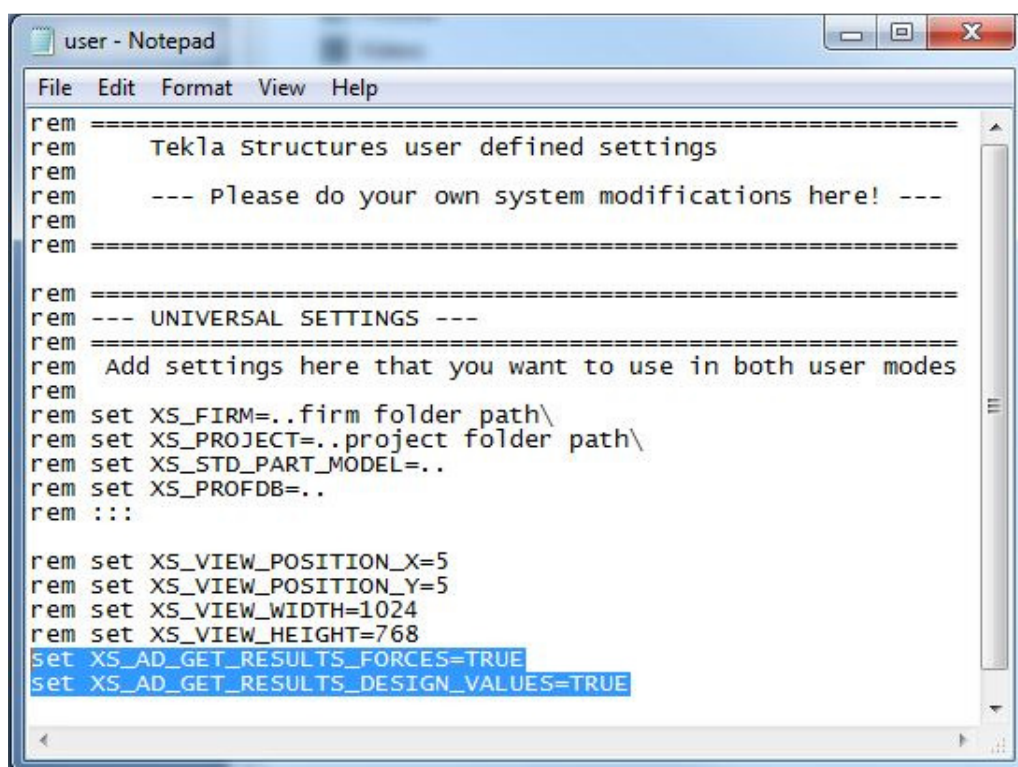 user - Notepad
File Edit Format View Help
rem ==========================================================
rem     Tekla Structures user defined settings
rem
rem     --- Please do your own system modifications here! ---
rem
rem ==========================================================
rem ==========================================================
rem --- UNIVERSAL SETTINGS ---
rem ==========================================================
rem  Add settings here that you want to use in both user modes
rem
rem set XS_FIRM=..firm folder path\
rem set XS_PROJECT=..project folder path\
rem set XS_STD_PART_MODEL=..
rem set XS_PROFDB=..
rem :::
rem set XS_VIEW_POSITION_X=5
rem set XS_VIEW_POSITION_Y=5
rem set XS_VIEW_WIDTH=1024
rem set XS_VIEW_HEIGHT=768
set XS_AD_GET_RESULTS_FORCES=TRUE
set XS_AD_GET_RESULTS_DESIGN_VALUES=TRUE